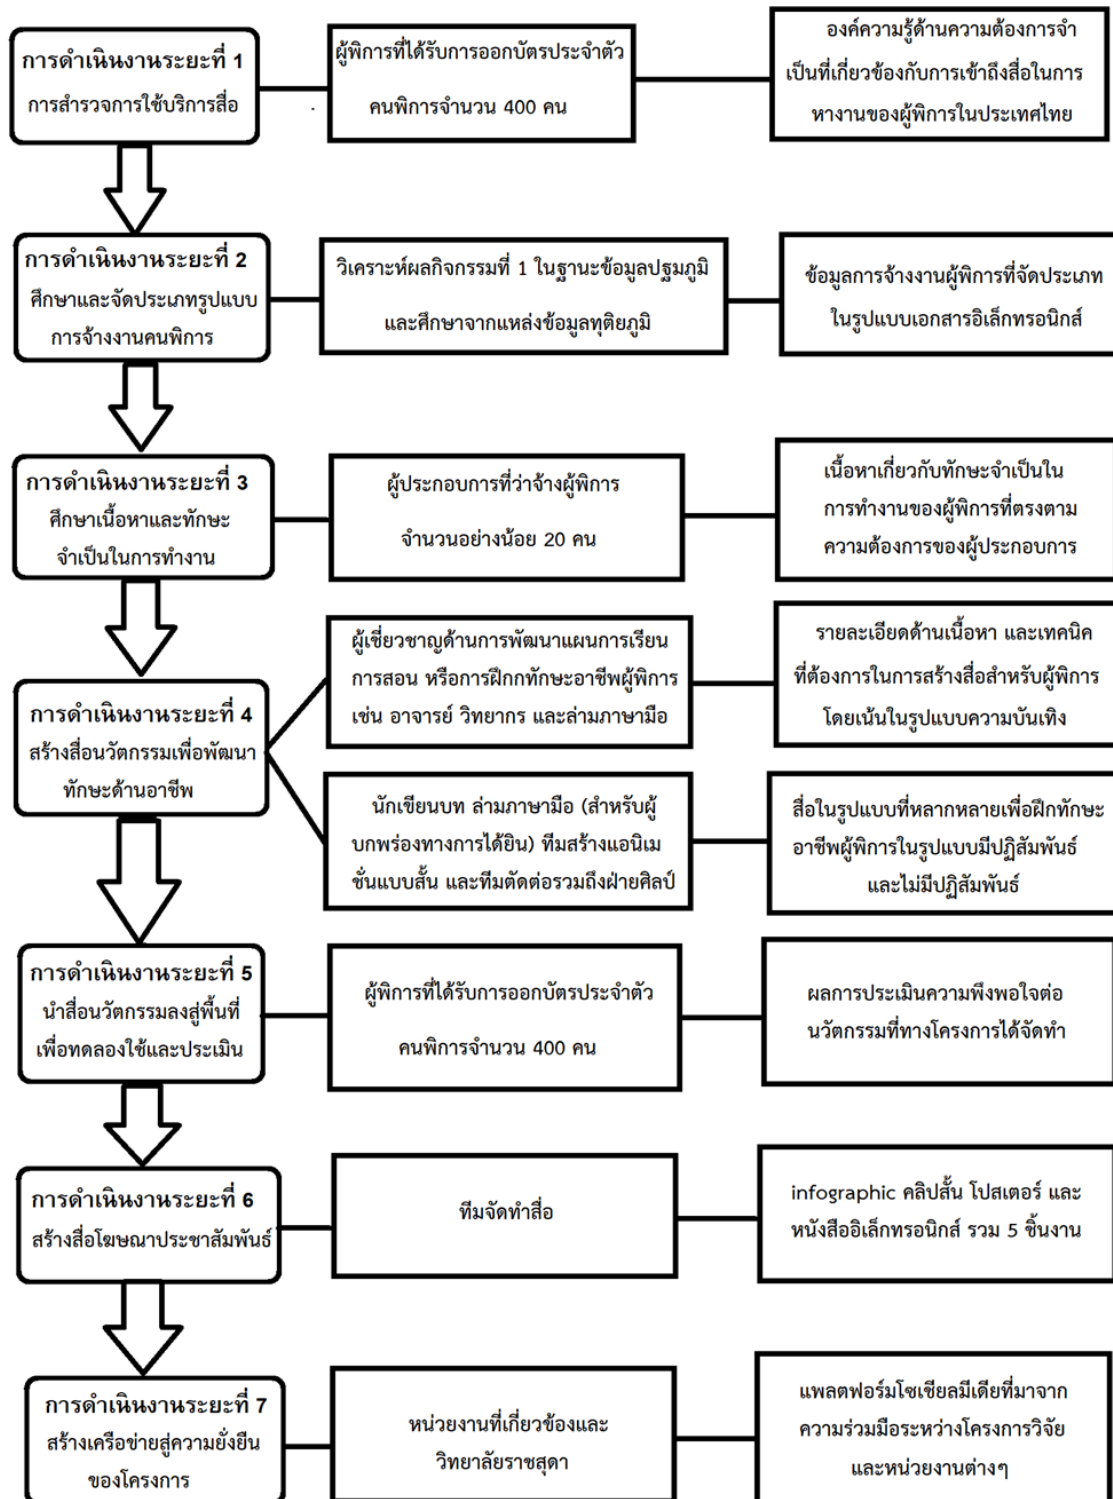 การดำเนินงานระยะที่ 1
การสำรวจการใช้บริการสื่อ
ผู้พิการที่ได้รับการออกบัตรประจำตัว
คนพิการจำนวน 400 คน
องค์ความรู้ด้านความต้องการจำ
เป็นที่เกี่ยวข้องกับการเข้าถึงสื่อในการ
หางานของผู้พิการในประเทศไทย
การดำเนินงานระยะที่ 2
ศึกษาและจัดประเภทรูปแบบ
การจ้างงานคนพิการ
วิเคราะห์ผลกิจกรรมที่ 1 ในฐานะข้อมูลปฐมภูมิ
และศึกษาจากแหล่งข้อมูลทุติยภูมิ
ข้อมูลการจ้างงานผู้พิการที่จัดประเภท
ในรูปแบบเอกสารอิเล็กทรอนิกส์
การดำเนินงานระยะที่ 3
ศึกษาเนื้อหาและทักษะ
จำเป็นในการทำงาน
ผู้ประกอบการที่ว่าจ้างผู้พิการ
จำนวนอย่างน้อย 20 คน
เนื้อหาเกี่ยวกับทักษะจำเป็นใน
การทำงานของผู้พิการที่ตรงตาม
ความต้องการของผู้ประกอบการ
การดำเนินงานระยะที่ 4
สร้างสื่อนวัตกรรมเพื่อพัฒนา
ทักษะด้านอาชีพ
ผู้เชี่ยวชาญด้านการพัฒนาแผนการเรียน
การสอน หรือการฝึกกทักษะอาชีพผู้พิการ
เช่น อาจารย์ วิทยากร และล่ามภาษามือ
รายละเอียดด้านเนื้อหา และเทคนิค
ที่ต้องการในการสร้างสื่อสำหรับผู้พิการ
โดยเน้นในรูปแบบความบันเทิง
นักเขียนบท ล่ามภาษามือ (สำหรับผู้
บกพร่องทางการได้ยิน) ทีมสร้างแอนิเม
ชั่นแบบสั้น และทีมตัดต่อรวมถึงฝ่ายศิลป์
สื่อในรูปแบบที่หลากหลายเพื่อฝึกทักษะ
อาชีพผู้พิการในรูปแบบมีปฏิสัมพันธ์
และไม่มีปฏิสัมพันธ์
การดำเนินงานระยะที่ 5
นำสื่อนวัตกรรมลงสู่พื้นที่
เพื่อทดลองใช้และประเมิน
ผู้พิการที่ได้รับการออกบัตรประจำตัว
คนพิการจำนวน 400 คน
ผลการประเมินความพึงพอใจต่อ
นวัตกรรมที่ทางโครงการได้จัดทำ
การดำเนินงานระยะที่ 6
สร้างสื่อโฆษณาประชาสัมพันธ์
ทีมจัดทำสื่อ
infographic คลิปสั้น โปสเตอร์ และ
หนังสืออิเล็กทรอนิกส์ รวม 5 ชิ้นงาน
การดำเนินงานระยะที่ 7
สร้างเครือข่ายสู่ความยั่งยืน
ของโครงการ
หน่วยงานที่เกี่ยวข้องและ
วิทยาลัยราชสุดา
แพลตฟอร์มโซเชียลมีเดียที่มาจาก
ความร่วมมือระหว่างโครงการวิจัย
และหน่วยงานต่างๆ